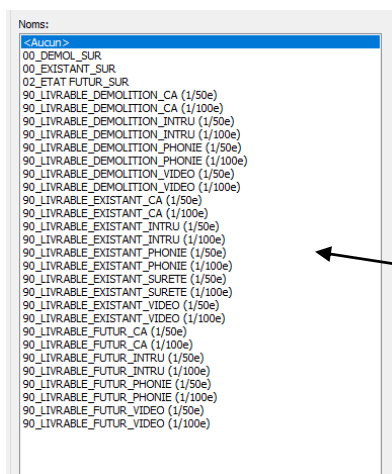 Noms:
<Aucun>
00_DEMOL_SUR
00_EXISTANT_SUR
02_ETAT FUTUR_SUR
90_LIVRABLE_DEMOLITION_CA (1/50e)
90_LIVRABLE_DEMOLITION_CA (1/100e)
90_LIVRABLE_DEMOLITION_INTRU (1/50e)
90_LIVRABLE_DEMOLITION_INTRU (1/100e)
90_LIVRABLE_DEMOLITION_PHONIE (1/50e)
90_LIVRABLE_DEMOLITION_PHONIE (1/100e)
90_LIVRABLE_DEMOLITION_VIDEO (1/50e)
90_LIVRABLE_DEMOLITION_VIDEO (1/100e)
90_LIVRABLE_EXISTANT_CA (1/50e)
90_LIVRABLE_EXISTANT_CA (1/100e)
90_LIVRABLE_EXISTANT_INTRU (1/50e)
90_LIVRABLE_EXISTANT_INTRU (1/100e)
90_LIVRABLE_EXISTANT_PHONIE (1/50e)
90_LIVRABLE_EXISTANT_PHONIE (1/100e)
90_LIVRABLE_EXISTANT_SURETE (1/50e)
90_LIVRABLE_EXISTANT_SURETE (1/100e)
90_LIVRABLE_EXISTANT_VIDEO (1/50e)
90_LIVRABLE_EXISTANT_VIDEO (1/100e)
90_LIVRABLE_FUTUR_CA (1/50e)
90_LIVRABLE_FUTUR_CA (1/100e)
90_LIVRABLE_FUTUR_INTRU (1/50e)
90_LIVRABLE_FUTUR_INTRU (1/100e)
90_LIVRABLE_FUTUR_PHONIE (1/50e)
90_LIVRABLE_FUTUR_PHONIE (1/100e)
90_LIVRABLE_FUTUR_VIDEO (1/50e)
90_LIVRABLE_FUTUR_VIDEO (1/100e)